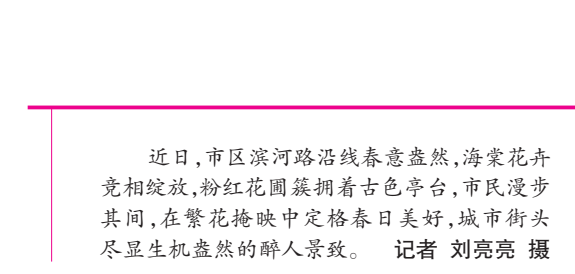 近日,市区滨河路沿线春意盎然,海棠花卉
竞相绽放,粉红花圃簇拥着古色亭台,市民漫步
其间,在繁花掩映中定格春日美好,城市街头
尽显生机盎然的醉人景致。 记者 刘亮亮 摄